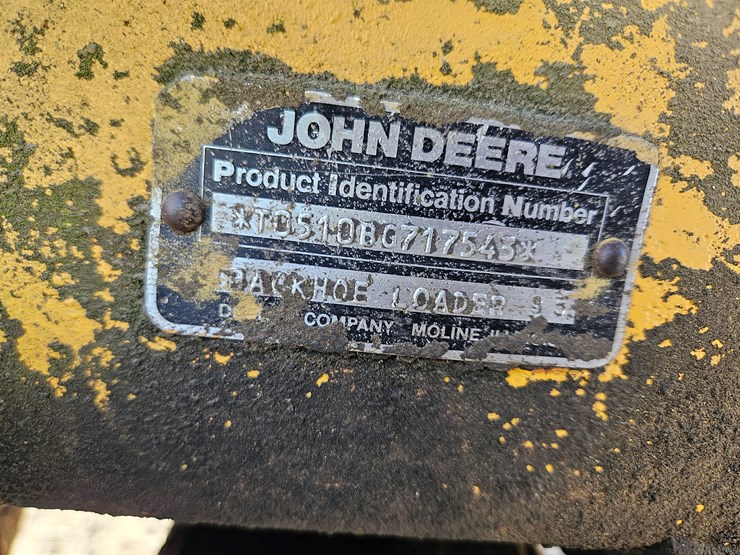 JOHN DEERE
Product Identification Number
*T0510BG717543*
BACKHOE LOADER
COMPANY MOLINE